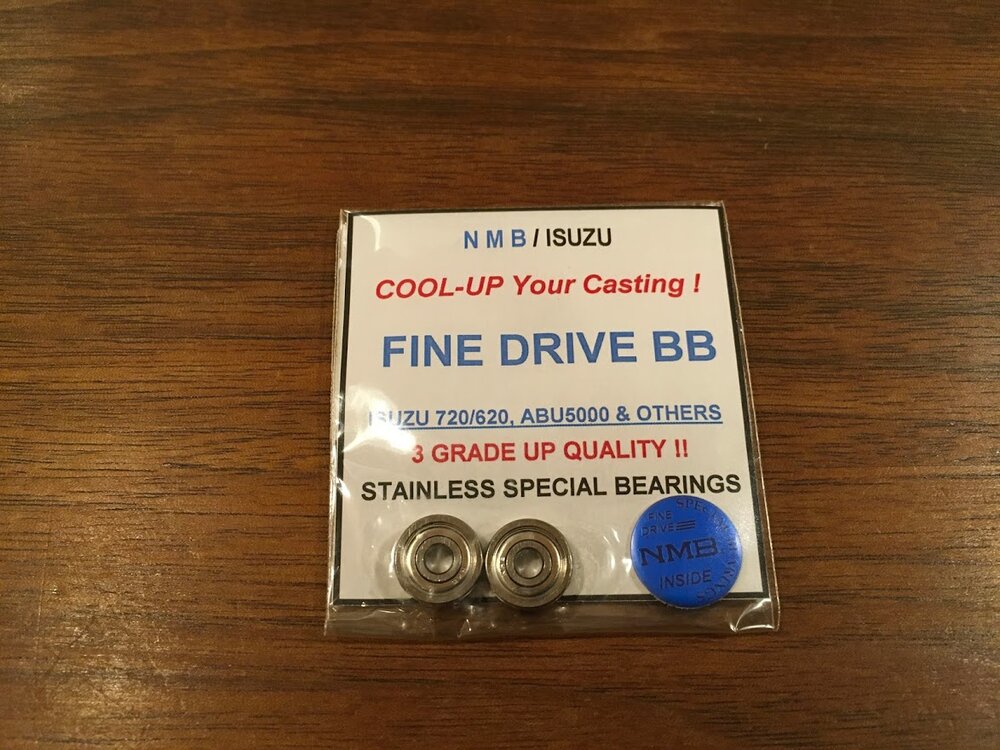 NMB / ISUZU
COOL-UP Your Casting !
FINE DRIVE BB
ISUZU 720/620, ABU5000 & OTHERS
3 GRADE UP QUALITY !!
STAINLESS SPECIAL BEARINGS
FINE
DRIVE
NMB
INSIDE